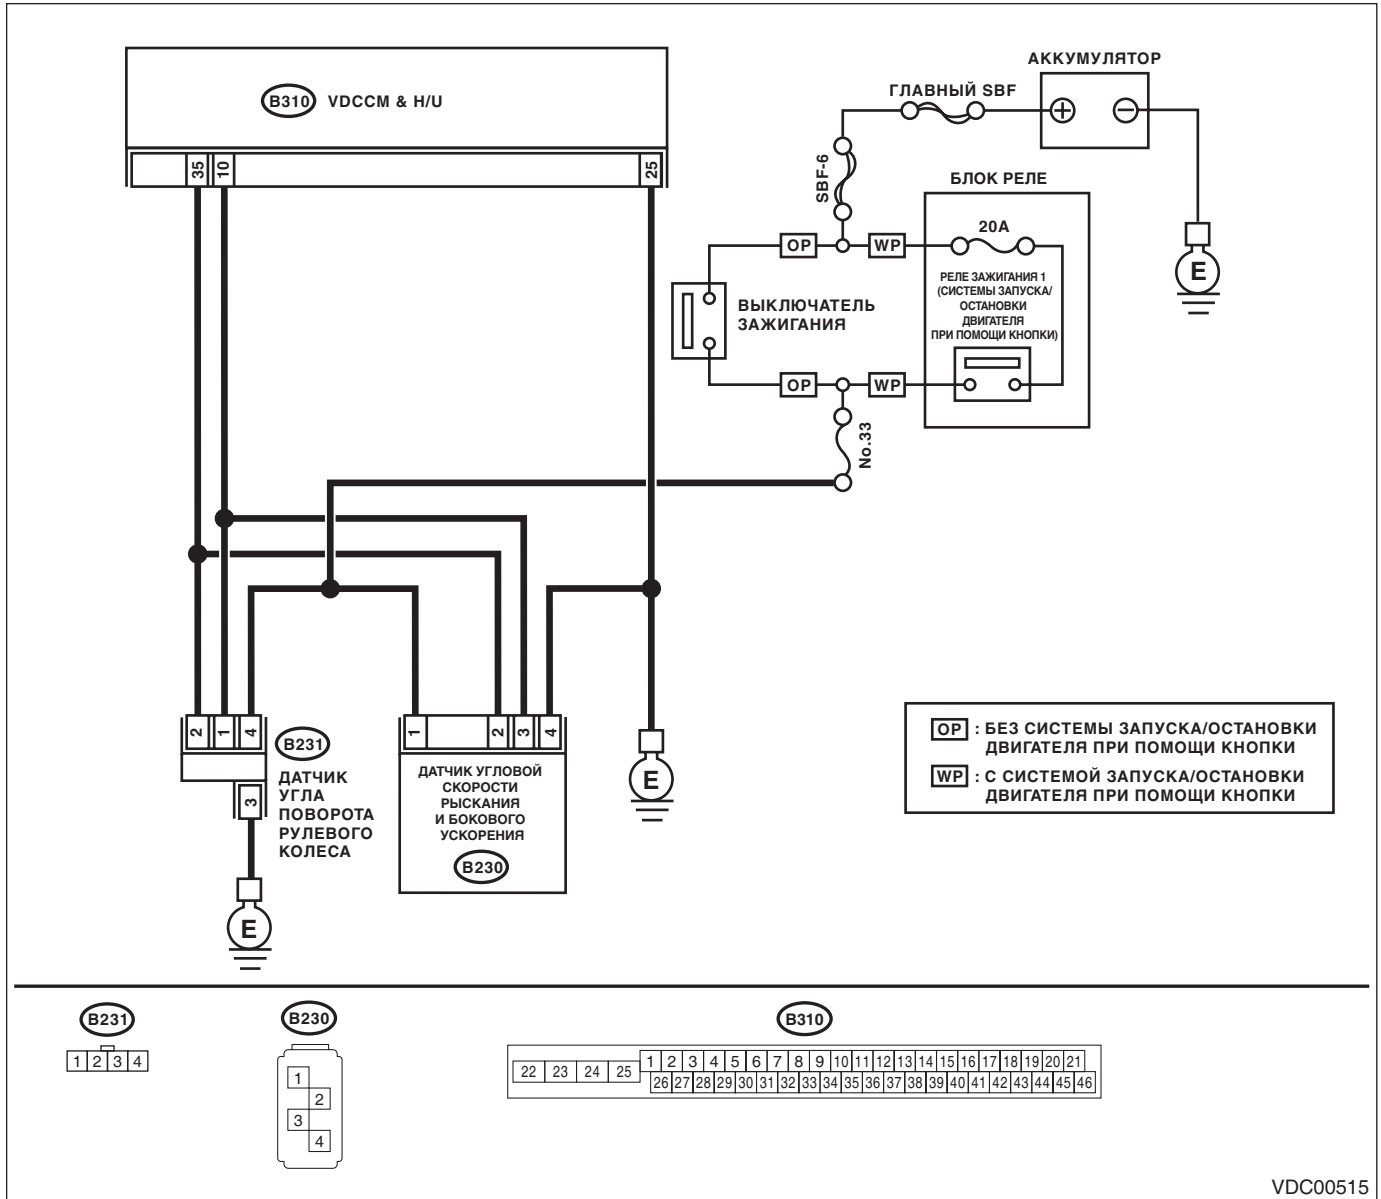 B310 VDCCM & H/U
35 10 25
АККУМУЛЯТОР
ГЛАВНЫЙ SBF
+ −
SBF-6
E
БЛОК РЕЛЕ
20A
OP WP
РЕЛЕ ЗАЖИГАНИЯ 1
(СИСТЕМЫ ЗАПУСКА/
ОСТАНОВКИ
ДВИГАТЕЛЯ
ПРИ ПОМОЩИ КНОПКИ)
ВЫКЛЮЧАТЕЛЬ
ЗАЖИГАНИЯ
OP WP
No.33
2 1 4
B231
ДАТЧИК
УГЛА
ПОВОРОТА
РУЛЕВОГО
КОЛЕСА
3
E
1 2 3 4
ДАТЧИК УГЛОВОЙ
СКОРОСТИ
РЫСКАНИЯ
И БОКОВОГО
УСКОРЕНИЯ
B230
E
OP : БЕЗ СИСТЕМЫ ЗАПУСКА/ОСТАНОВКИ
ДВИГАТЕЛЯ ПРИ ПОМОЩИ КНОПКИ
WP : С СИСТЕМОЙ ЗАПУСКА/ОСТАНОВКИ
ДВИГАТЕЛЯ ПРИ ПОМОЩИ КНОПКИ
B231
1 2 3 4
B230
1
2
3
4
B310
22 23 24 25
1 2 3 4 5 6 7 8 9 10 11 12 13 14 15 16 17 18 19 20 21
26 27 28 29 30 31 32 33 34 35 36 37 38 39 40 41 42 43 44 45 46
VDC00515